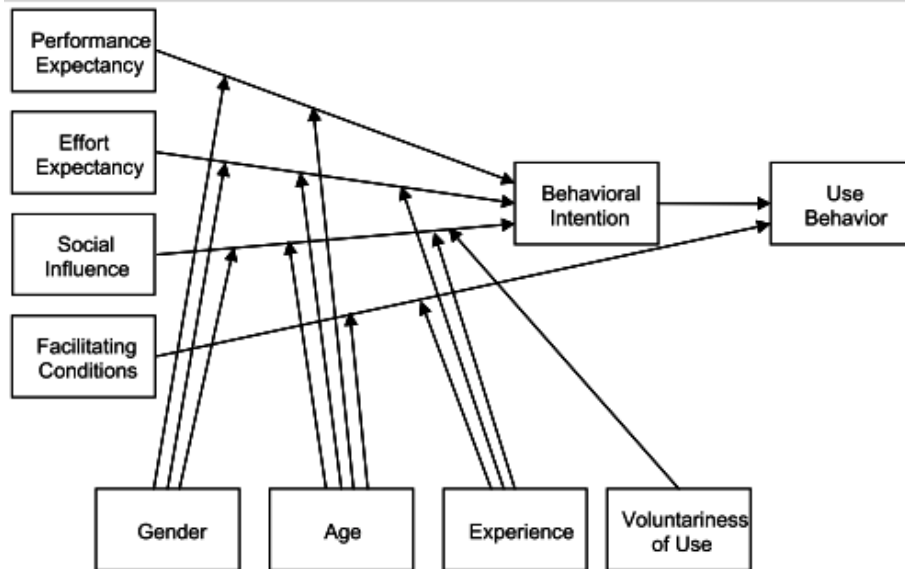 Performance
Expectancy
Effort
Expectancy
Social
Influence
Facilitating
Conditions
Behavioral
Intention
Use
Behavior
Gender
Age
Experience
Voluntariness
of Use